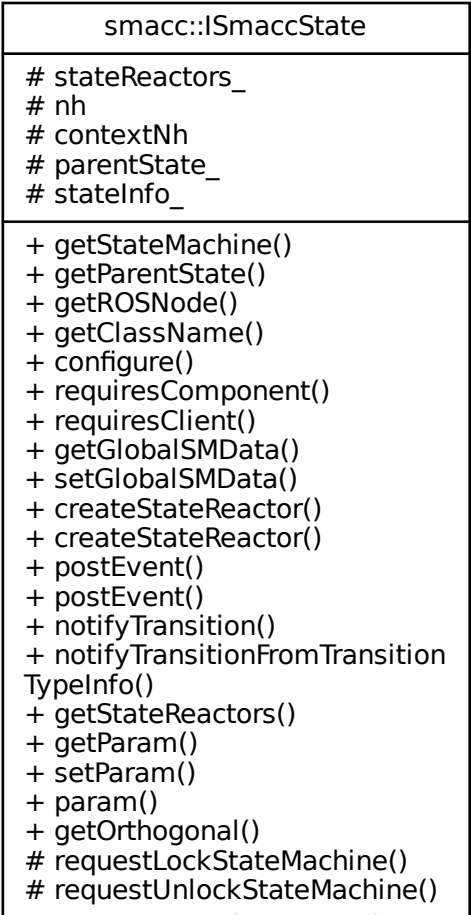 smacc::ISmaccState
# stateReactors_
# nh
# contextNh
# parentState_
# stateInfo_
+ getStateMachine()
+ getParentState()
+ getROSNode()
+ getClassName()
+ configure()
+ requiresComponent()
+ requiresClient()
+ getGlobalSMData()
+ setGlobalSMData()
+ createStateReactor()
+ createStateReactor()
+ postEvent()
+ postEvent()
+ notifyTransition()
+ notifyTransitionFromTransition
TypeInfo()
+ getStateReactors()
+ getParam()
+ setParam()
+ param()
+ getOrthogonal()
# requestLockStateMachine()
# requestUnlockStateMachine()